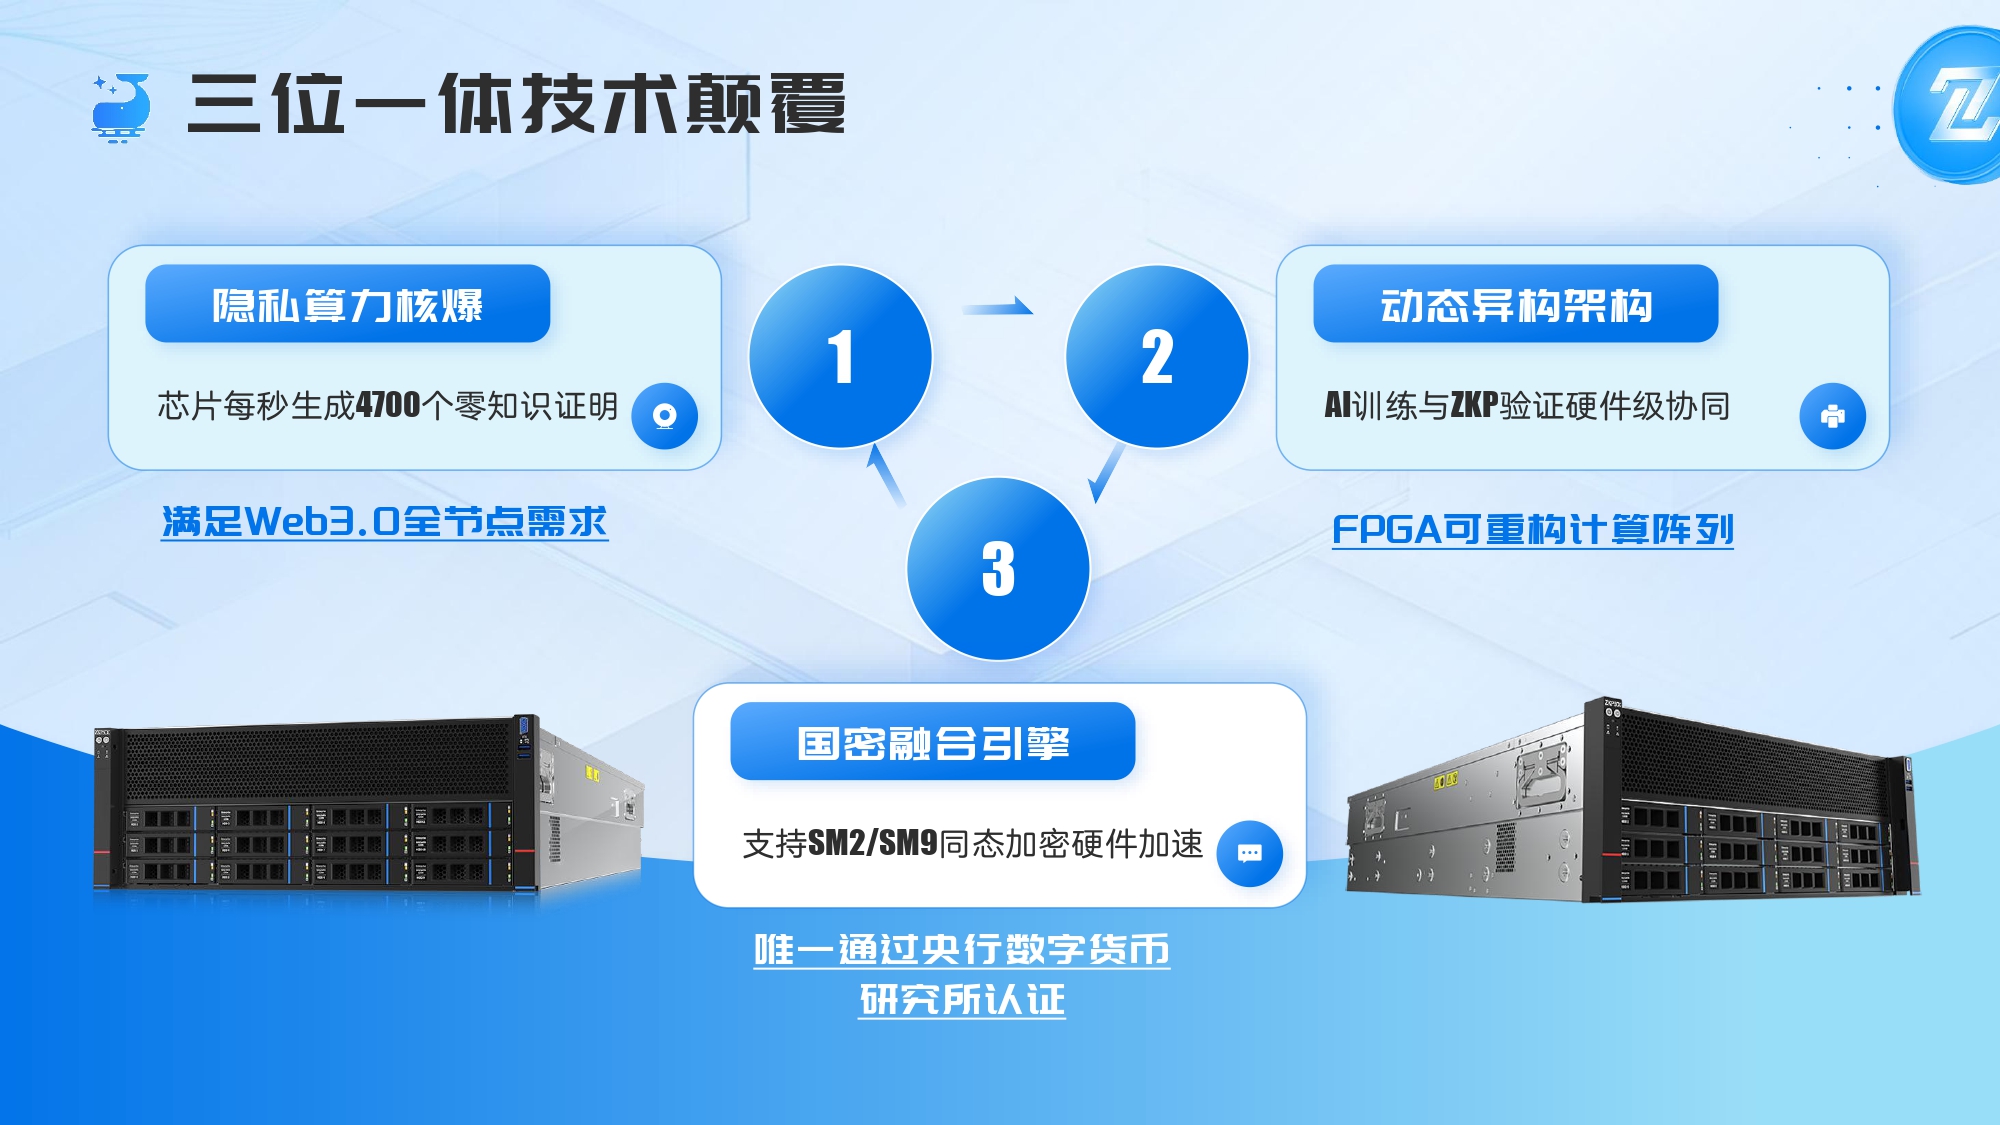 三位一体技术颠覆
隐私算力核爆
芯片每秒生成4700个零知识证明
满足Web3.0全节点需求
1
2
动态异构架构
AI训练与ZKP验证硬件级协同
FPGA可重构计算阵列
3
国密融合引擎
支持SM2/SM9同态加密硬件加速
唯一通过央行数字货币
研究所认证